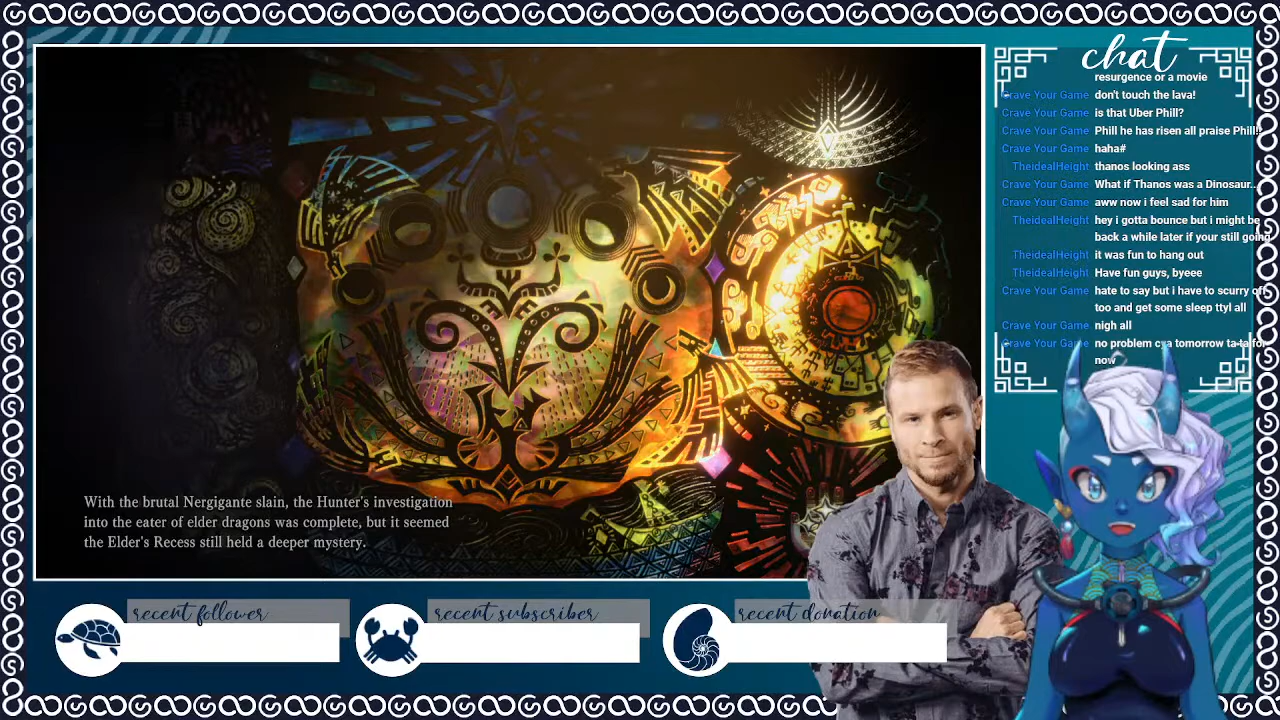 chat
resurgence or a movie
Crave Your Game don't touch the lava!
Crave Your Game is that Uber Phill?
Crave Your Game Phill he has risen all praise Phill!!
Crave Your Game haha#
TheidealHeight thanos looking ass
Crave Your Game What if Thanos was a Dinosaur..
Crave Your Game aww now i feel sad for him
TheidealHeight hey i gotta bounce but i might be
back a while later if your still going
TheidealHeight it was fun to hang out
TheidealHeight Have fun guys, byeee
Crave Your Game hate to say but i have to scurry off
too and get some sleep ttyl all
Crave Your Game nigh all
Crave Your Game no problem cya tomorrow ta-ta for
now
With the brutal Nergigante slain, the Hunter's investigation
into the eater of elder dragons was complete, but it seemed
the Elder's Recess still held a deeper mystery.
recent follower
recent subscriber
recent donation